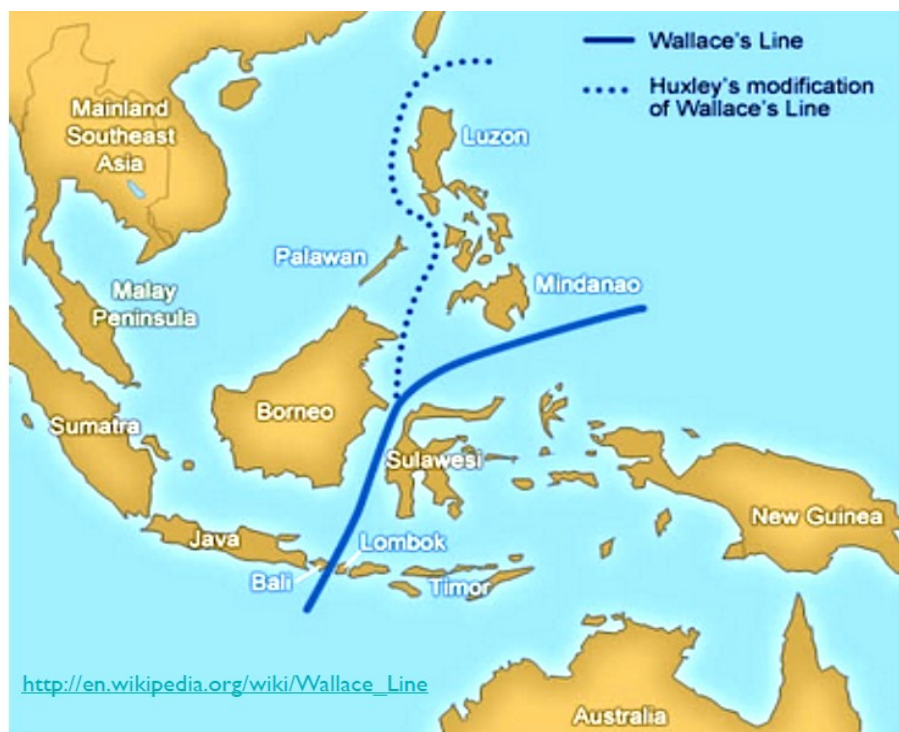 Wallace's Line
Huxley's modification
of Wallace's Line
Mainland
Southeast
Asia
Luzon
Palawan
Mindanao
Malay
Peninsula
Borneo
Sumatra
Sulawesi
New Guinea
Java
Lombok
Bali
Timor
http://en.wikipedia.org/wiki/Wallace_Line
Australia